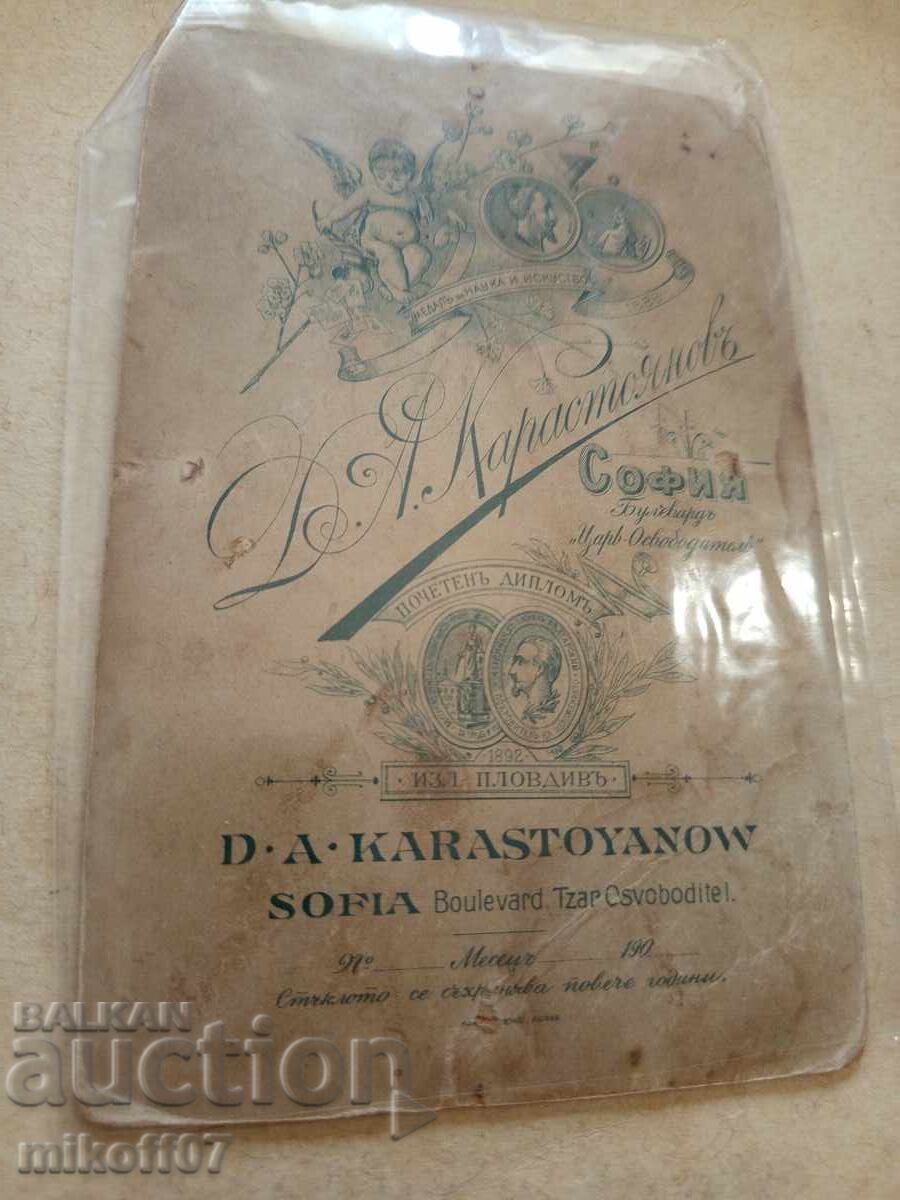 МЕДАЛЪ ЗА НАУКА И ИСКУСТВО
Д. А. Карастояновъ
СОФИЯ
Булевардъ
„Царь-Освободитель"
ПОЧЕТЕНЪ ДИПЛОМЪ
1892
· ИЗЛ. ПЛОВДИВЪ ·
D · A · KARASTOYANOW
SOFIA Boulevard Tzar Osvoboditel.
№ Месецъ 190
Стъклото се съхранява повече години.
BALKAN
auction
mikoff07